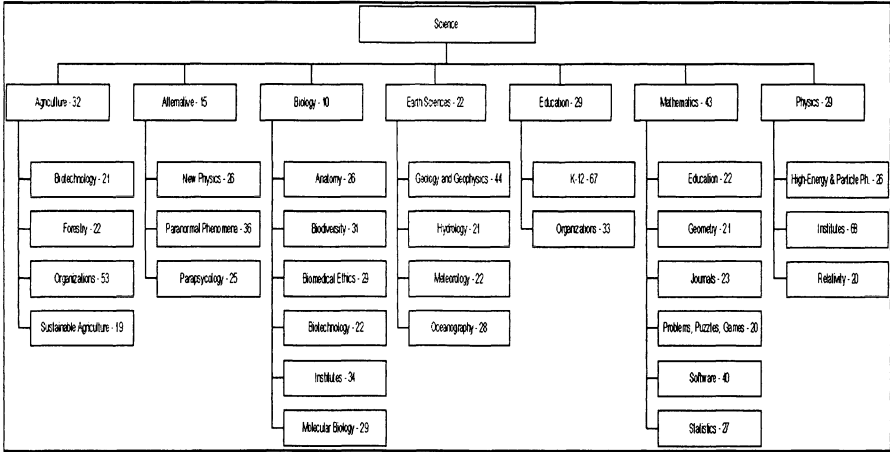 Science
Agriculture - 32
Alternative - 15
Biology - 10
Earth Sciences - 22
Education - 29
Mathematics - 43
Physics - 29
Biotechnology - 21
New Physics - 26
Anatomy - 26
Geology and Geophysics - 44
K-12 - 67
Education - 22
High-Energy & Particle Ph. - 26
Forestry - 22
Paranormal Phenomena - 36
Biodiversity - 31
Hydrology - 21
Organizations - 33
Geometry - 21
Institutes - 68
Organizations - 53
Parapsycology - 25
Biomedical Ethics - 29
Meteorology - 22
Journals - 23
Relativity - 20
Sustainable Agriculture - 19
Biotechnology - 22
Oceanography - 28
Problems, Puzzles, Games - 20
Institutes - 34
Software - 40
Molecular Biology - 29
Statistics - 27